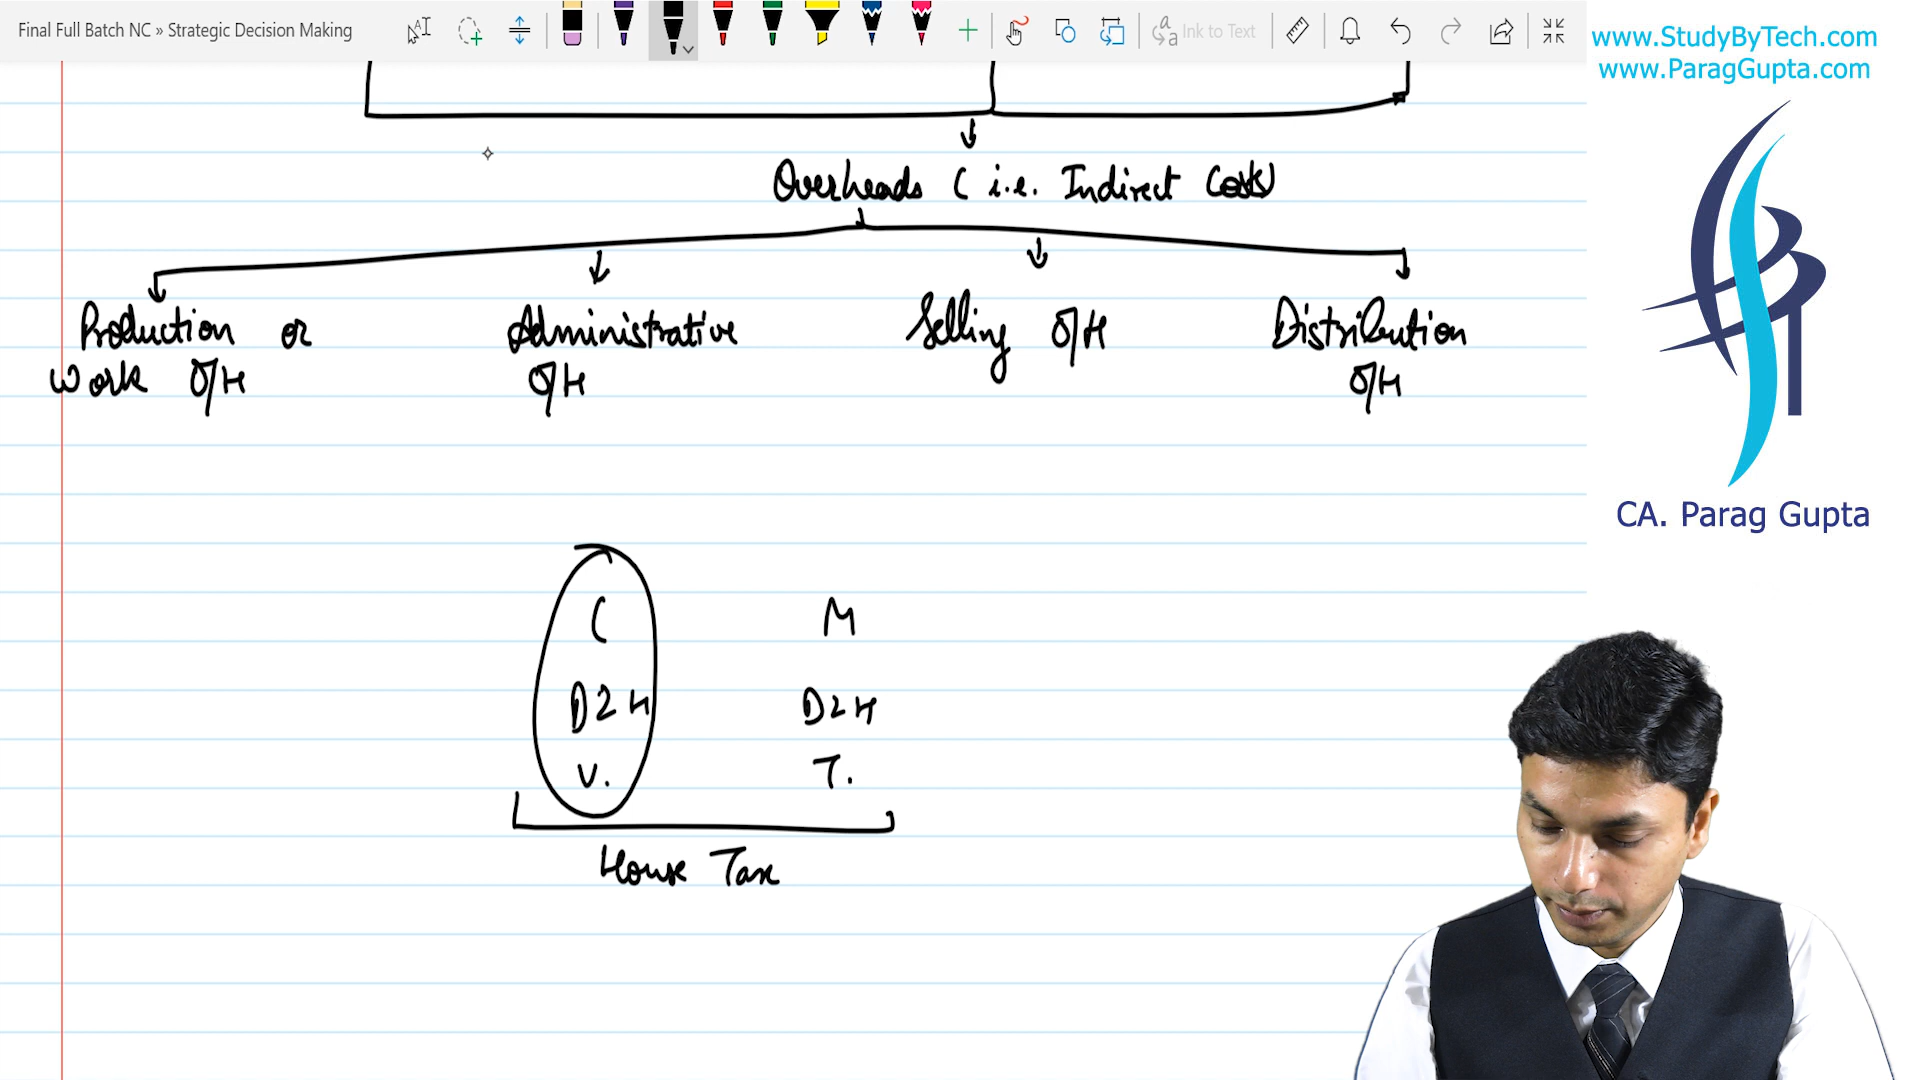 Final Full Batch NC » Strategic Decision Making
Ink to Text
www.StudyByTech.com
www.ParagGupta.com
Overheads ( i.e. Indirect Costs)
Production or Administrative Selling O/H Distribution
Work O/H O/H O/H
CA. Parag Gupta
C M
D2H D2H
V. T.
House Tax